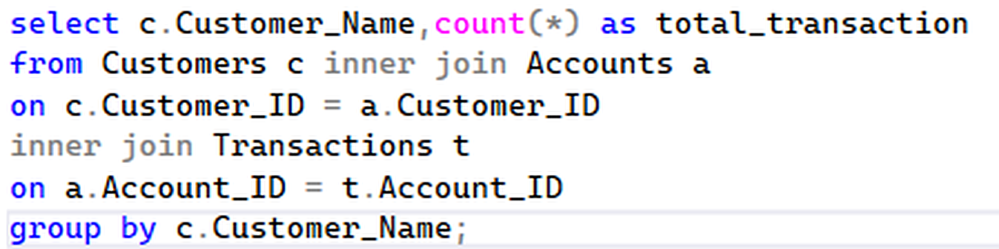 select c.Customer_Name,count(*) as total_transaction
from Customers c inner join Accounts a
on c.Customer_ID = a.Customer_ID
inner join Transactions t
on a.Account_ID = t.Account_ID
group by c.Customer_Name;